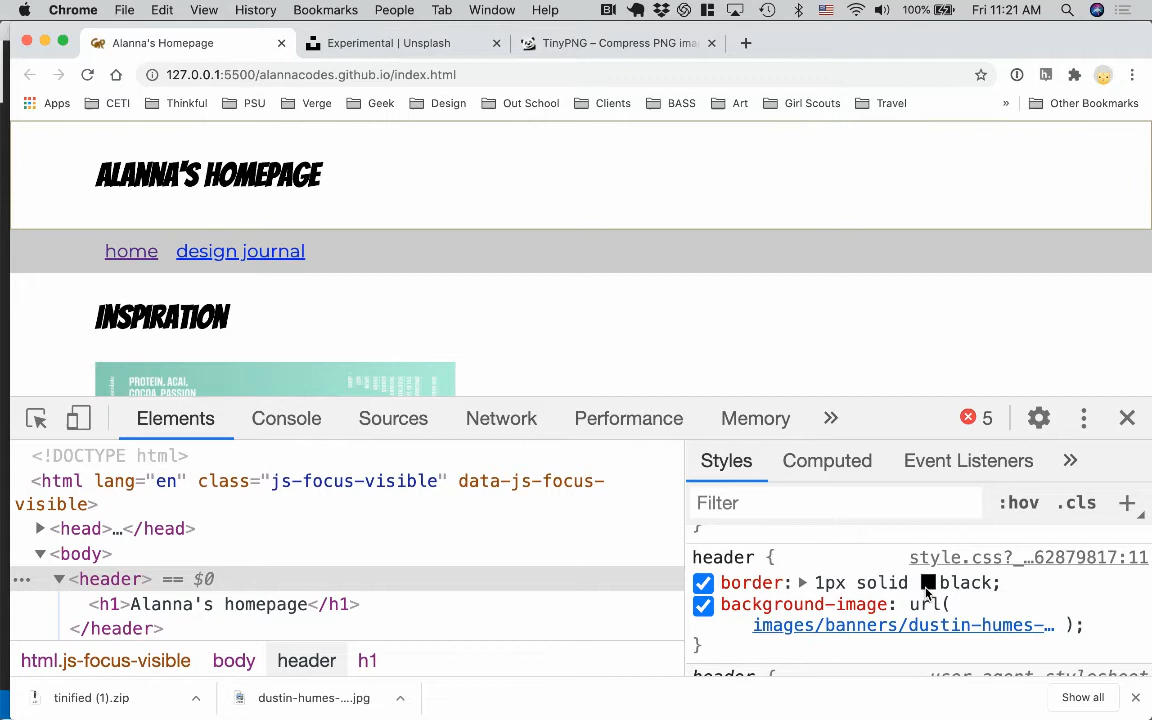 Chrome File Edit View History Bookmarks People Tab Window Help 100% Fri 11:21 AM
Alanna's Homepage Experimental | Unsplash TinyPNG – Compress PNG ima
127.0.0.1:5500/alannacodes.github.io/index.html
Apps CETI Thinkful PSU Verge Geek Design Out School Clients BASS Art Girl Scouts Travel » Other Bookmarks
ALANNA'S HOMEPAGE
home design journal
INSPIRATION
PROTEIN, ACAI,
COCOA, PASSION
Elements Console Sources Network Performance Memory » 5
<!DOCTYPE html>
<html lang="en" class="js-focus-visible" data-js-focus-
visible>
<head>…</head>
<body>
… <header> == $0
<h1>Alanna's homepage</h1>
</header>
html.js-focus-visible body header h1
Styles Computed Event Listeners »
Filter :hov .cls +
}
header { style.css?_…62879817:11
border: 1px solid black;
background-image: url(
images/banners/dustin-humes-… );
}
header { user agent stylesheet
tinified (1).zip dustin-humes-....jpg Show all